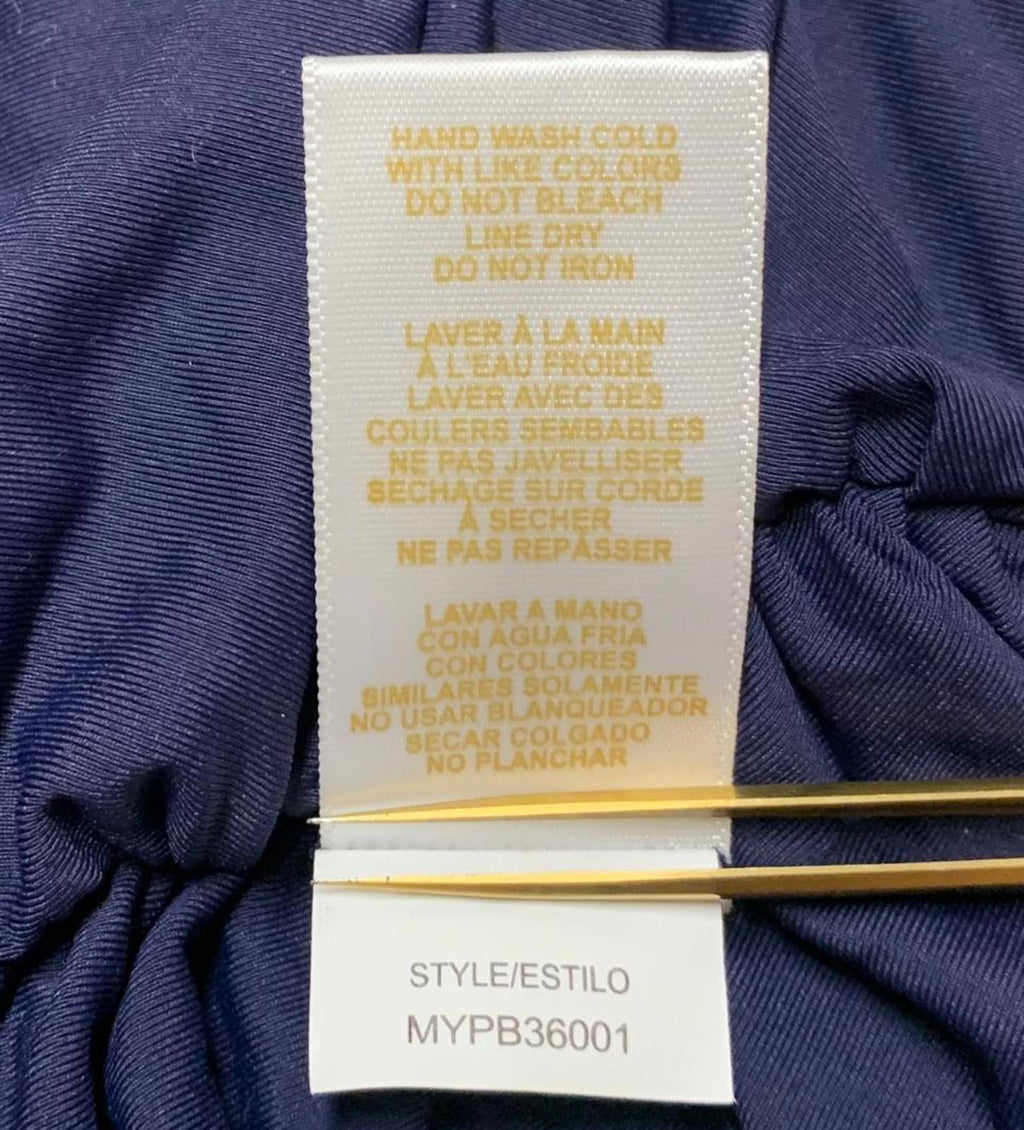 HAND WASH COLD
WITH LIKE COLORS
DO NOT BLEACH
LINE DRY
DO NOT IRON
LAVER À LA MAIN
À L'EAU FROIDE
LAVER AVEC DES
COULERS SEMBABLES
NE PAS JAVELLISER
SECHAGE SUR CORDE
À SECHER
NE PAS REPASSER
LAVAR A MANO
CON AGUA FRIA
CON COLORES
SIMILARES SOLAMENTE
NO USAR BLANQUEADOR
SECAR COLGADO
NO PLANCHAR
STYLE/ESTILO
MYPB36001